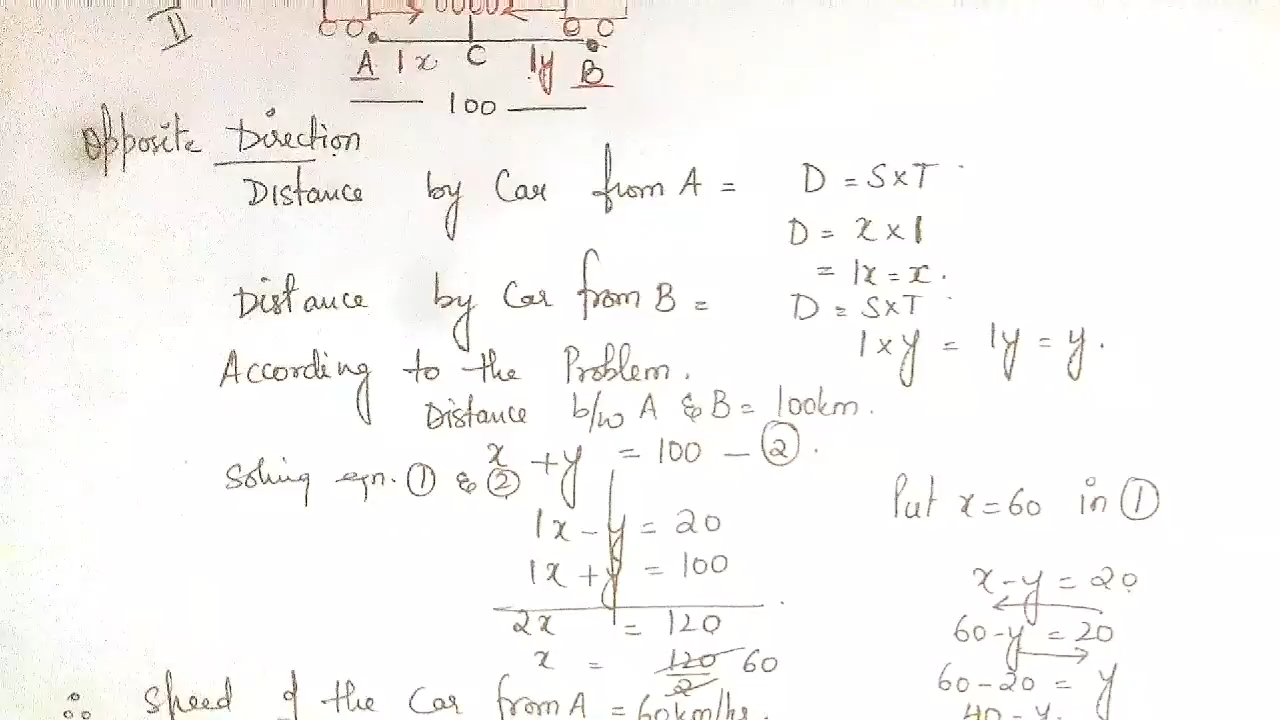 II
A 1x C 1y B
100
Opposite Direction
Distance by Car from A = D = S×T
D = x×1
= 1x = x.
Distance by Car from B = D = S×T
1×y = 1y = y.
According to the Problem.
Distance b/w A & B = 100km.
x + y = 100 - ②.
Solving eqn. ① & ②
1x - y = 20
1x + y = 100
2x = 120
x = 120/2 60
∴ Speed of the Car from A = 60km/hr.
Put x = 60 in ①
x - y = 20
60 - y = 20
60 - 20 = y
40 = y.